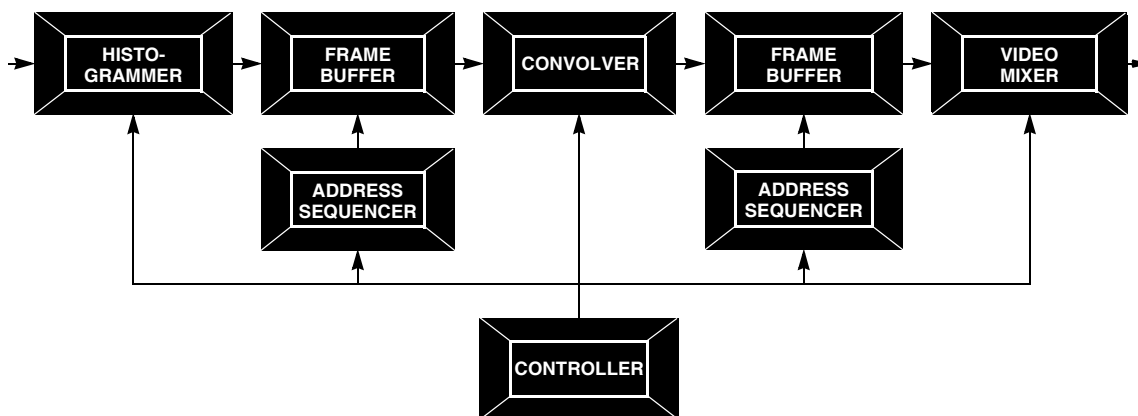 HISTO-
GRAMMER
FRAME
BUFFER
CONVOLVER
FRAME
BUFFER
VIDEO
MIXER
ADDRESS
SEQUENCER
ADDRESS
SEQUENCER
CONTROLLER